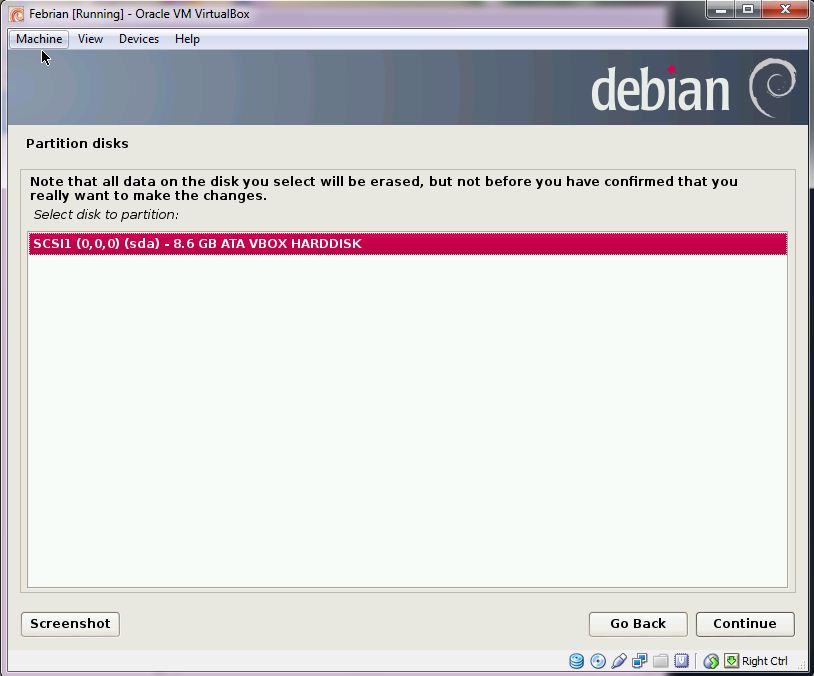 Febrian [Running] - Oracle VM VirtualBox
Machine View Devices Help
debian
Partition disks
Note that all data on the disk you select will be erased, but not before you have confirmed that you
really want to make the changes.
Select disk to partition:
SCSI1 (0,0,0) (sda) - 8.6 GB ATA VBOX HARDDISK
Screenshot Go Back Continue
Right Ctrl